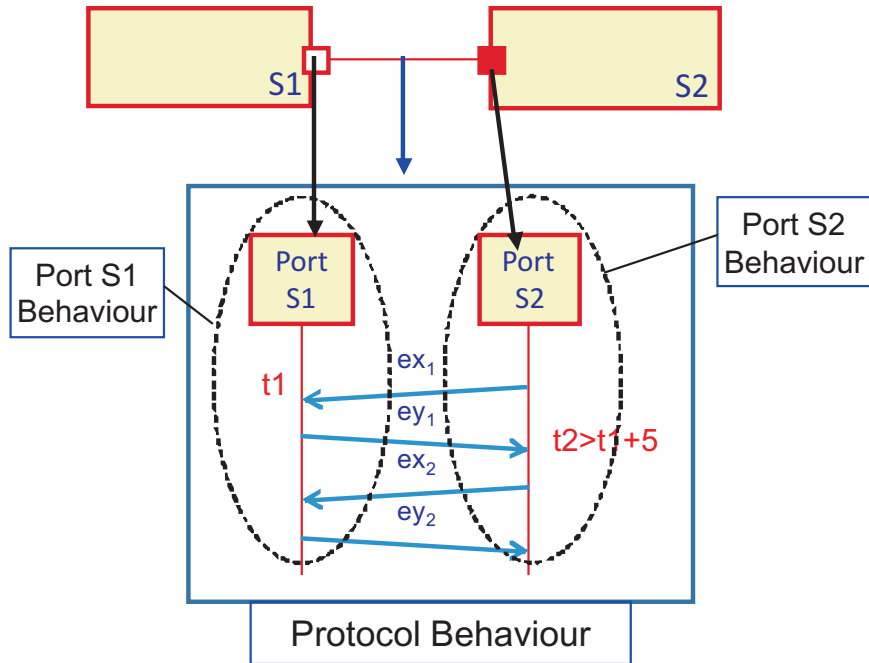 S1
S2
Port S1
Behaviour
Port S2
Behaviour
Port
S1
Port
S2
t1
ex₁
ey₁
t2>t1+5
ex₂
ey₂
Protocol Behaviour